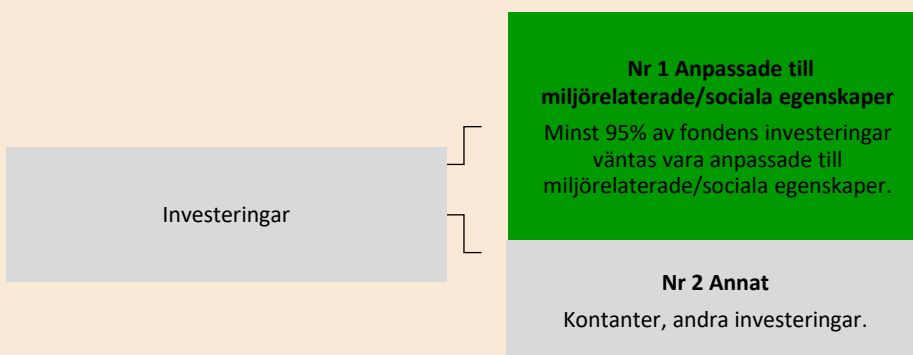 Nr 1 Anpassade till
miljörelaterade/sociala egenskaper
Minst 95% av fondens investeringar
väntas vara anpassade till
miljörelaterade/sociala egenskaper.
Investeringar
Nr 2 Annat
Kontanter, andra investeringar.